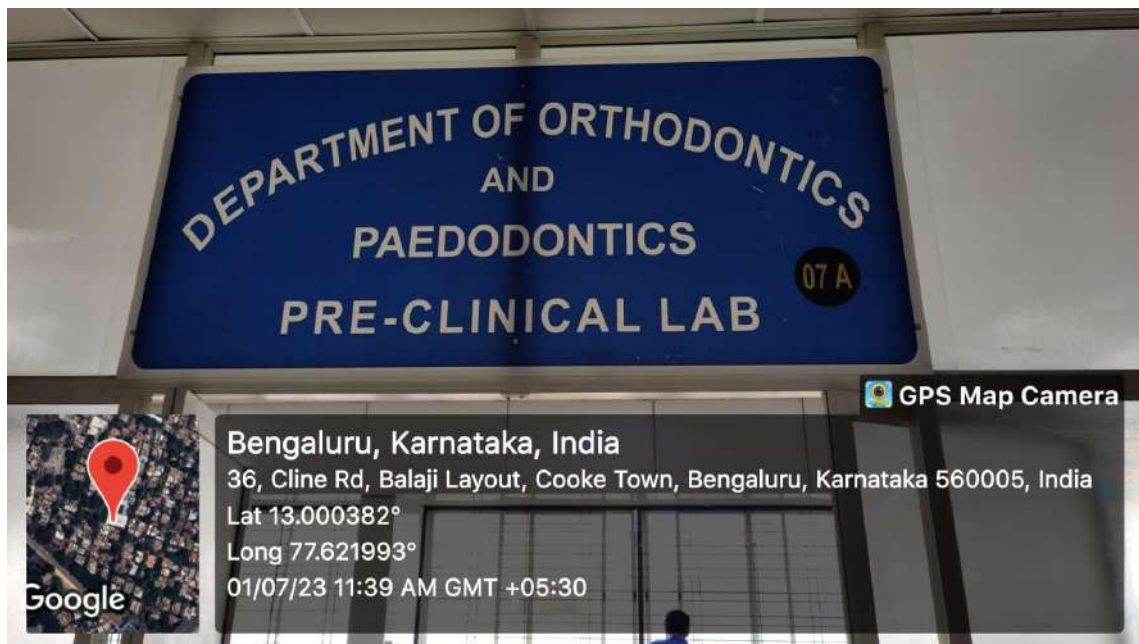 DEPARTMENT OF ORTHODONTICS
AND
PAEDODONTICS
07 A
PRE-CLINICAL LAB
GPS Map Camera
Bengaluru, Karnataka, India
36, Cline Rd, Balaji Layout, Cooke Town, Bengaluru, Karnataka 560005, India
Lat 13.000382°
Long 77.621993°
01/07/23 11:39 AM GMT +05:30
Google